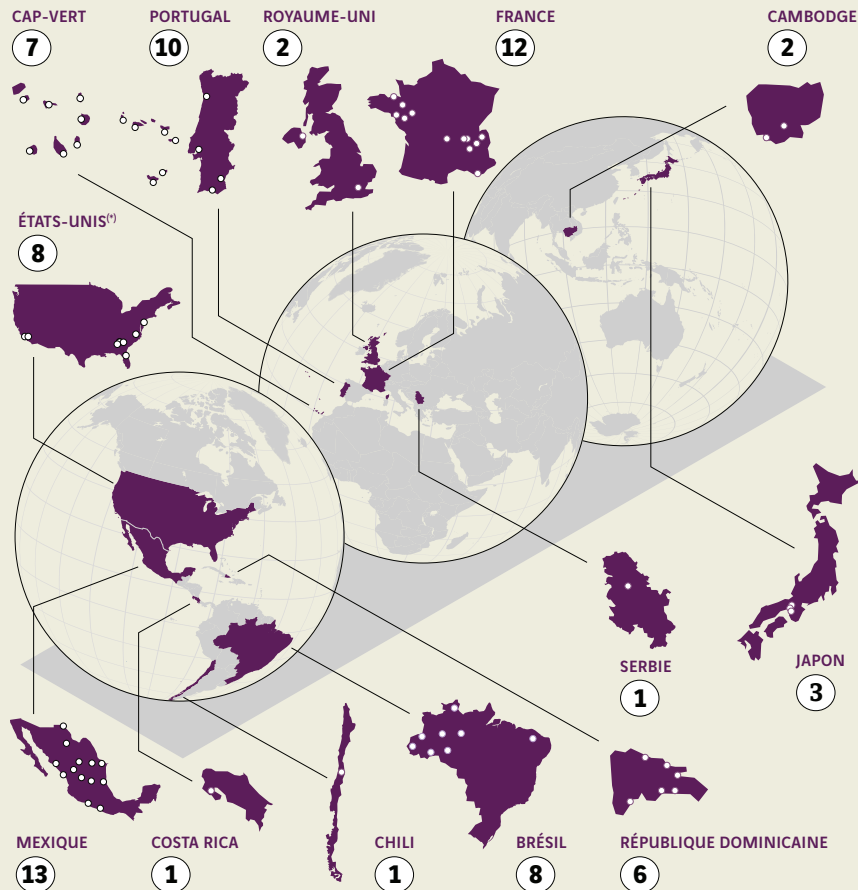 CAP-VERT
7
PORTUGAL
10
ROYAUME-UNI
2
FRANCE
12
CAMBODGE
2
ÉTATS-UNIS(*)
8
SERBIE
1
JAPON
3
MEXIQUE
13
COSTA RICA
1
CHILI
1
BRÉSIL
8
RÉPUBLIQUE DOMINICAINE
6